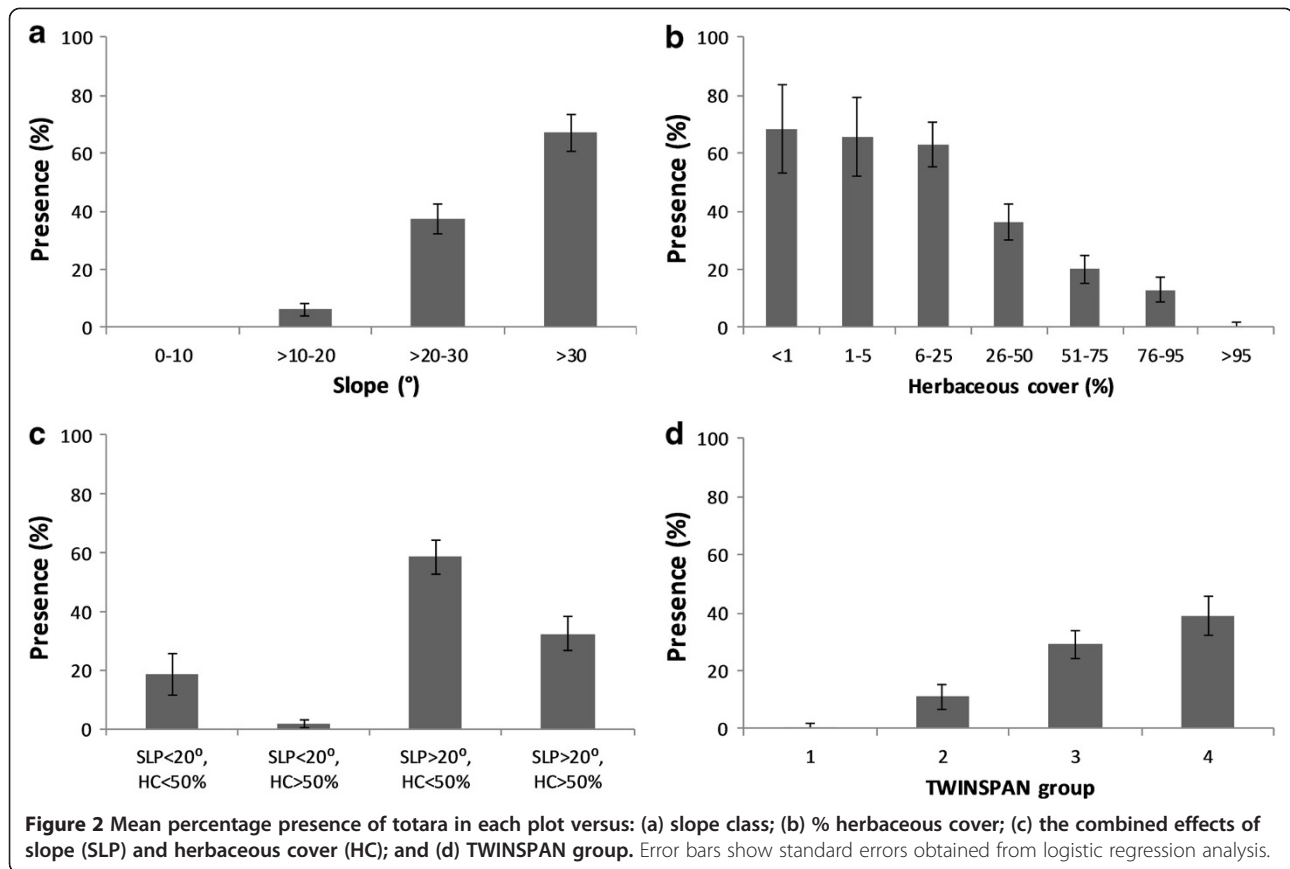 a
100
80
60
40
20
0
Presence (%)
0-10 >10-20 >20-30 >30
Slope (°)
b
100
80
60
40
20
0
Presence (%)
<1 1-5 6-25 26-50 51-75 76-95 >95
Herbaceous cover (%)
c
100
80
60
40
20
0
Presence (%)
SLP<20°, SLP<20°, SLP>20°, SLP>20°,
HC<50% HC>50% HC<50% HC>50%
d
100
80
60
40
20
0
Presence (%)
1 2 3 4
TWINSPAN group
Figure 2 Mean percentage presence of totara in each plot versus: (a) slope class; (b) % herbaceous cover; (c) the combined effects of
slope (SLP) and herbaceous cover (HC); and (d) TWINSPAN group. Error bars show standard errors obtained from logistic regression analysis.